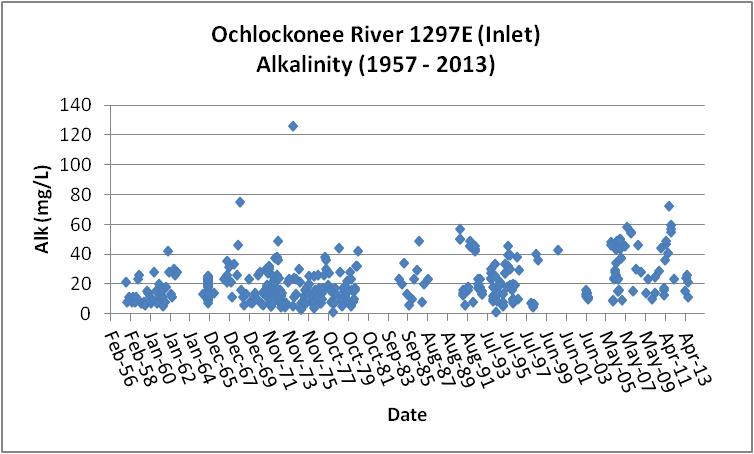 Ochlockonee River 1297E (Inlet)
Alkalinity (1957 - 2013)
Alk (mg/L)
140
120
100
80
60
40
20
0
Feb-56
Feb-58
Jan-60
Jan-62
Jan-64
Dec-65
Dec-67
Dec-69
Nov-71
Nov-73
Nov-75
Oct-77
Oct-79
Oct-81
Sep-83
Sep-85
Aug-87
Aug-89
Aug-91
Jul-93
Jul-95
Jul-97
Jun-99
Jun-01
Jun-03
May-05
May-07
May-09
Apr-11
Apr-13
Date